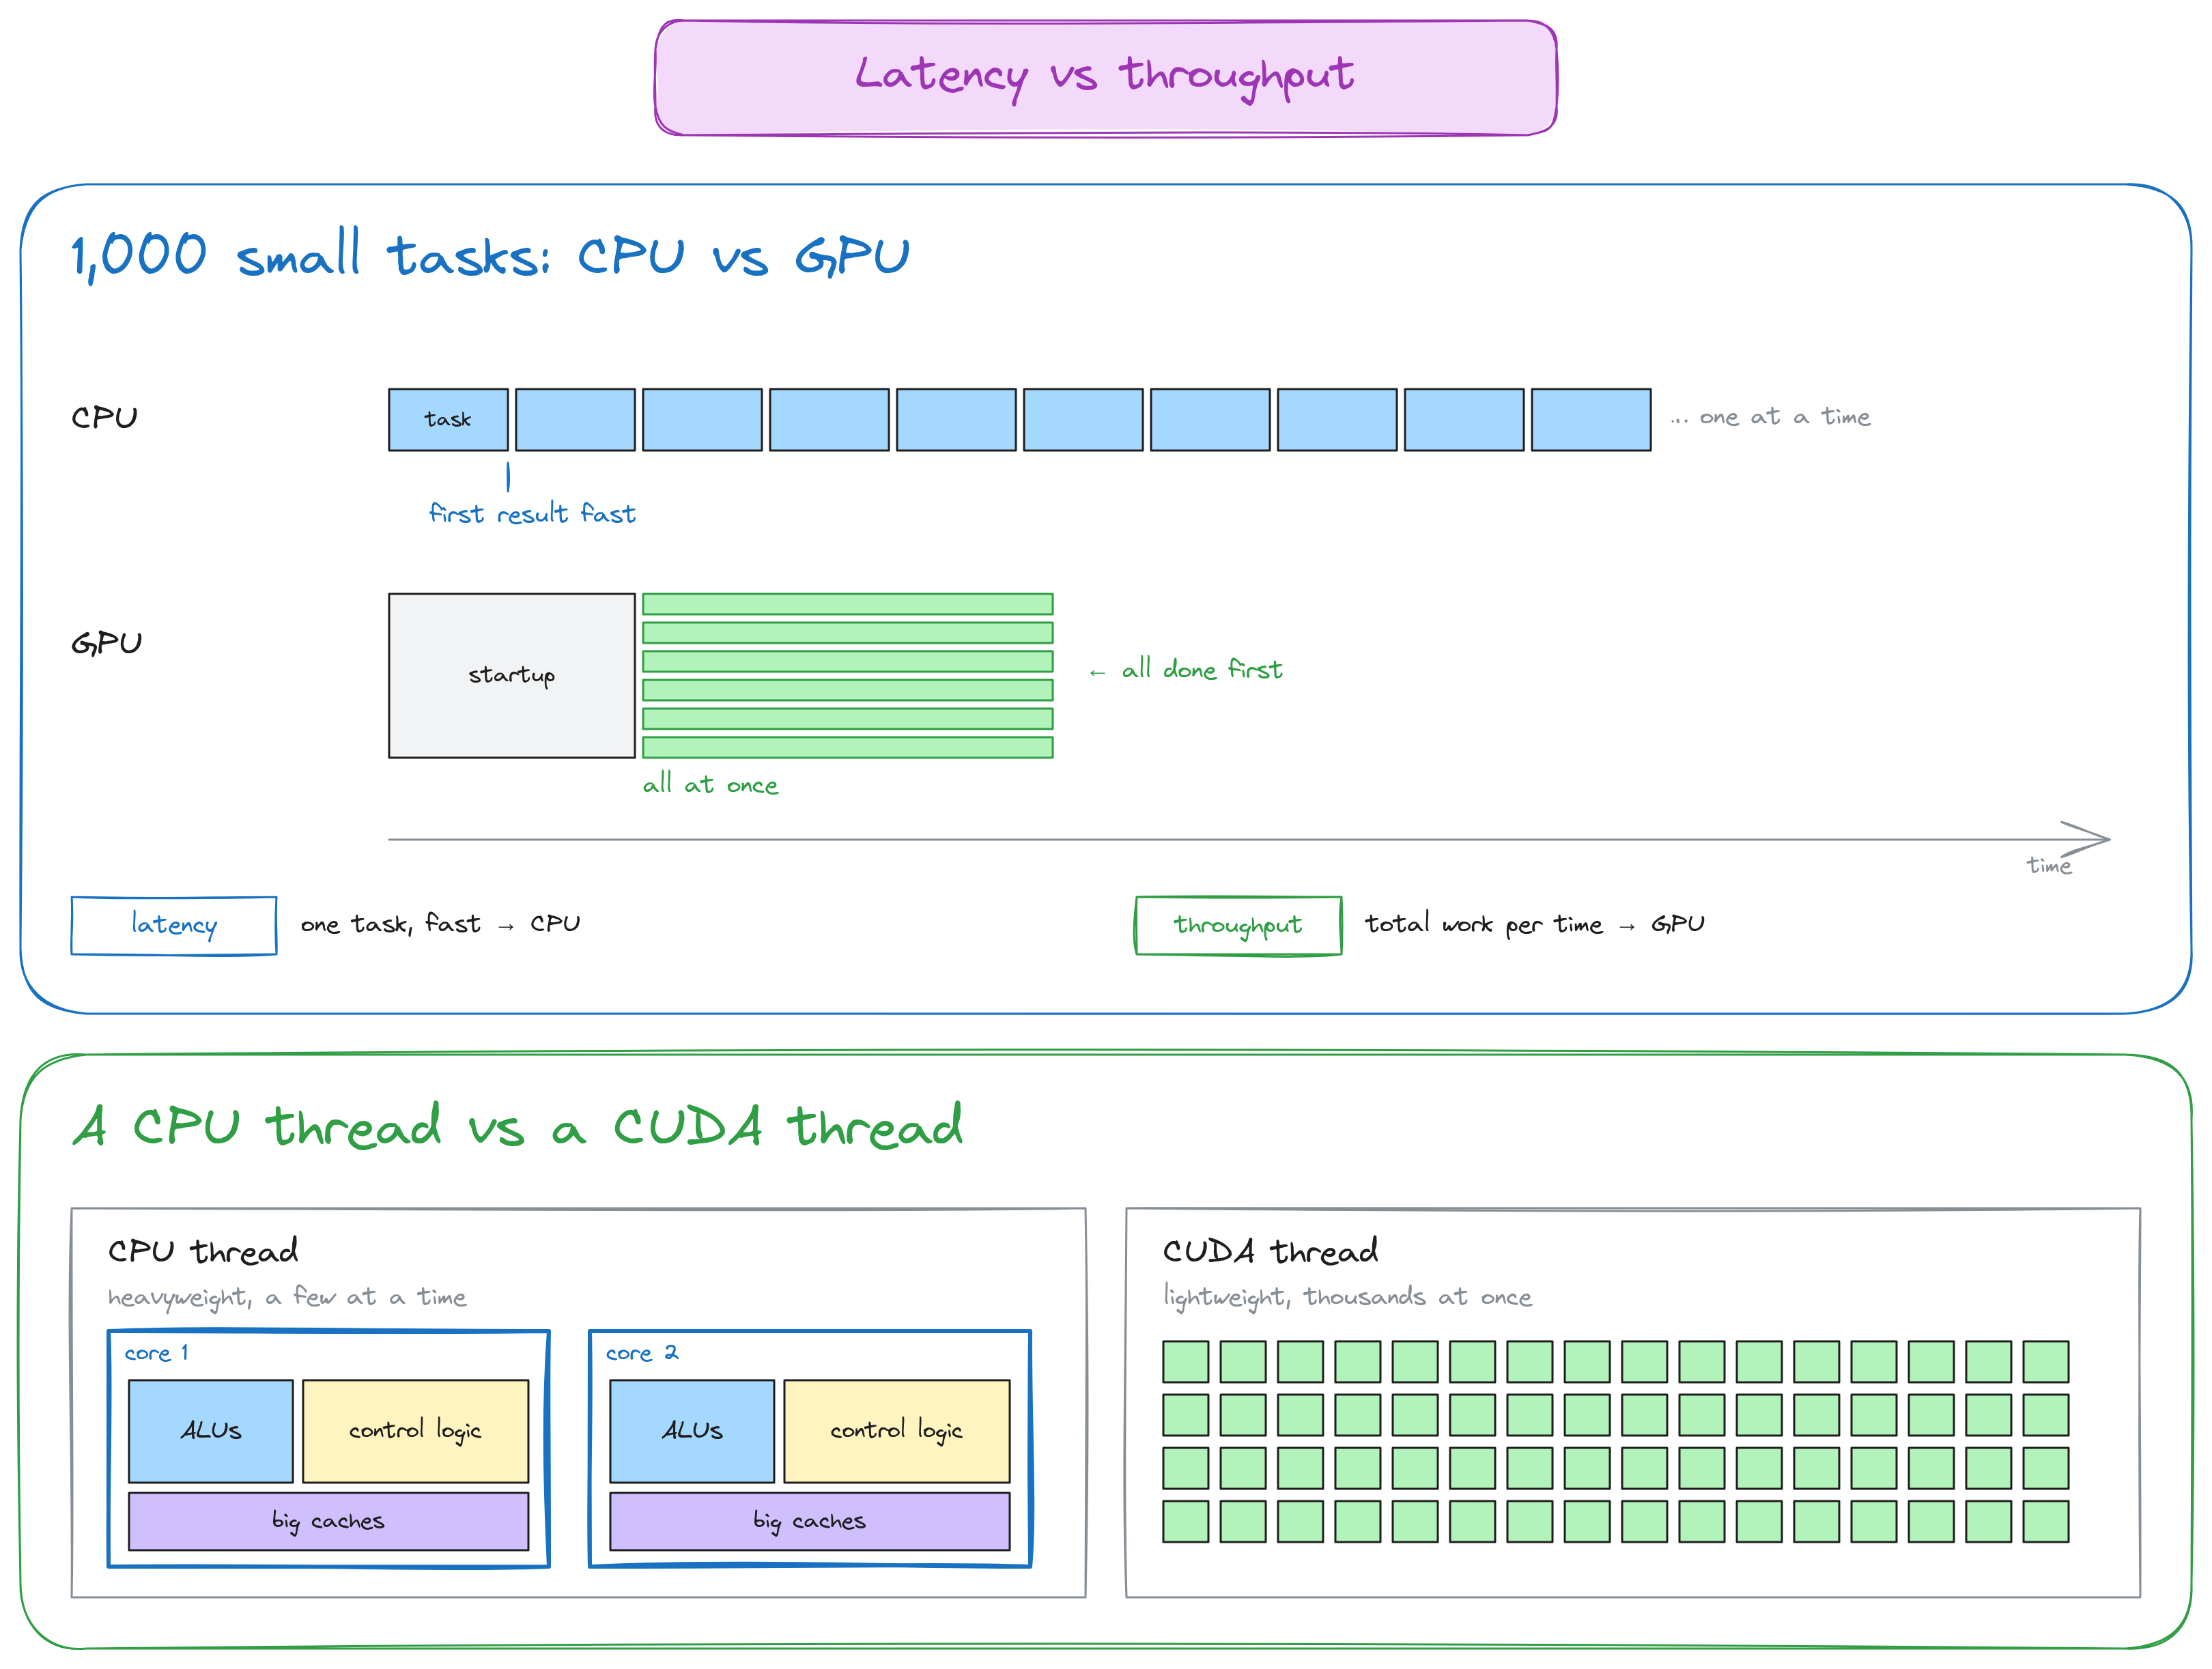 Latency vs throughput
1,000 small tasks: CPU vs GPU
CPU
task
... one at a time
first result fast
GPU
startup
← all done first
all at once
time
latency
one task, fast → CPU
throughput
total work per time → GPU
A CPU thread vs a CUDA thread
CPU thread
heavyweight, a few at a time
core 1
ALUs
control logic
big caches
core 2
ALUs
control logic
big caches
CUDA thread
lightweight, thousands at once